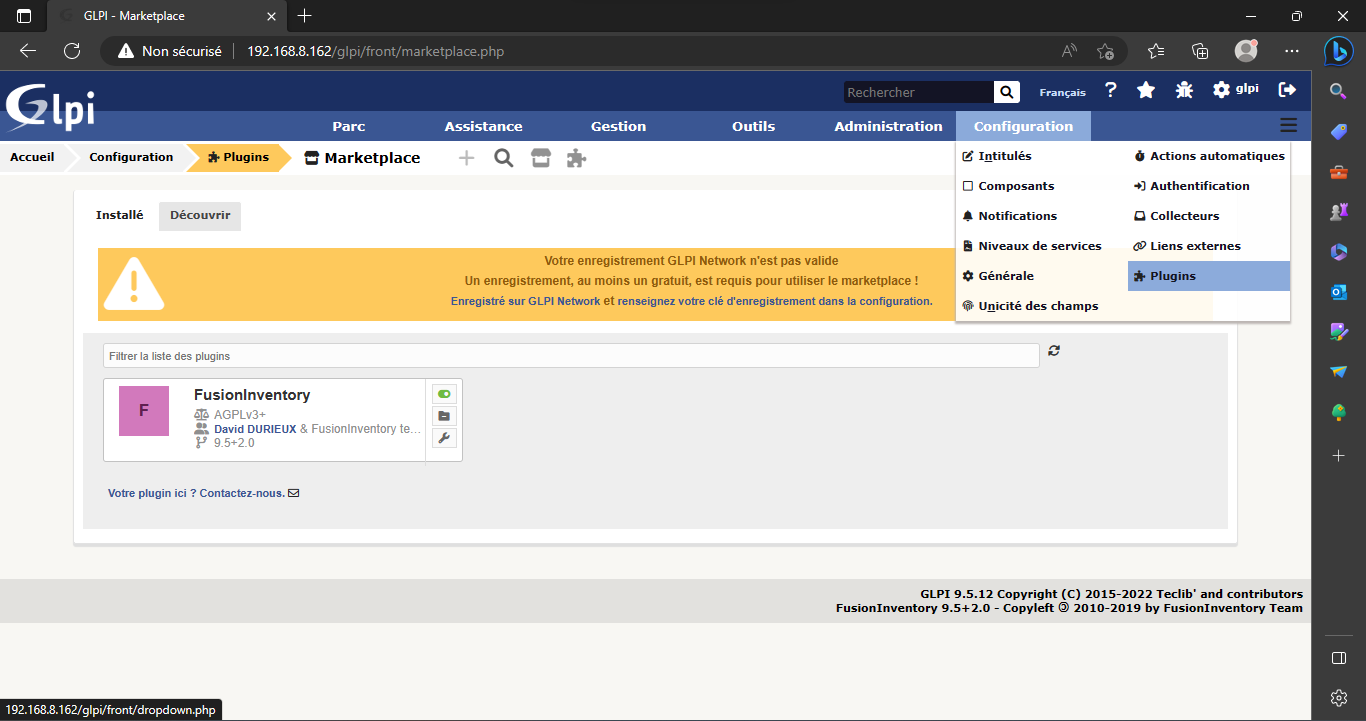 GLPI - Marketplace
Non sécurisé
192.168.8.162/glpi/front/marketplace.php
Glpi
Rechercher
Français
?
glpi
Parc
Assistance
Gestion
Outils
Administration
Configuration
Accueil
Configuration
Plugins
Marketplace
Intitulés
Actions automatiques
Composants
Authentification
Notifications
Collecteurs
Niveaux de services
Liens externes
Générale
Plugins
Unicité des champs
Installé
Découvrir
Votre enregistrement GLPI Network n'est pas valide
Un enregistrement, au moins un gratuit, est requis pour utiliser le marketplace !
Enregistré sur GLPI Network et renseignez votre clé d'enregistrement dans la configuration.
Filtrer la liste des plugins
F
FusionInventory
AGPLv3+
David DURIEUX & FusionInventory te...
9.5+2.0
Votre plugin ici ? Contactez-nous.
GLPI 9.5.12 Copyright (C) 2015-2022 Teclib' and contributors
FusionInventory 9.5+2.0 - Copyleft 🄯 2010-2019 by FusionInventory Team
192.168.8.162/glpi/front/dropdown.php